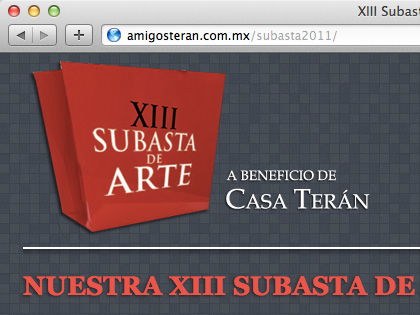 XIII Subas
amigosteran.com.mx/subasta2011/
XIII
SUBASTA
DE
ARTE
A BENEFICIO DE
CASA TERÁN
NUESTRA XIII SUBASTA DE